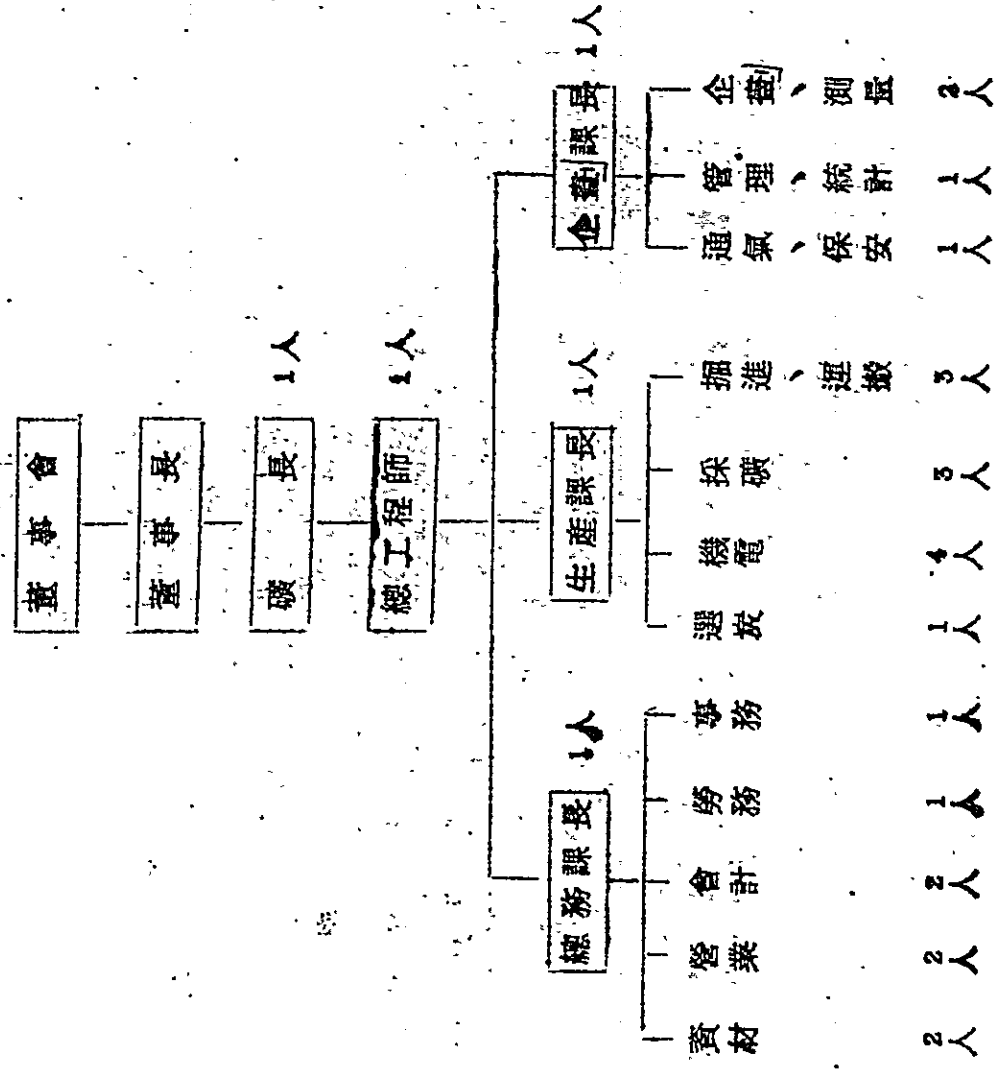 董事會
董事長
礦長 1人
總工程師 1人
總務課長 1人
生產課長 1人
企劃課長 1人
資材 2人
營業 2人
會計 2人
勞務 1人
事務 1人
選炭 1人
機電 4人
採礦 3人
掘進、運搬 3人
通氣、保安 1人
管理、統計 1人
企劃、測量 2人